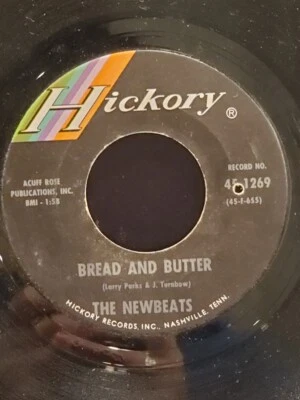 Hickory®
ACUFF ROSE
PUBLICATIONS, INC.
BMI - 1:58
RECORD NO.
45-1269
(45-F-655)
BREAD AND BUTTER
(Larry Parks & J. Turnbow)
THE NEWBEATS
HICKORY RECORDS, INC., NASHVILLE, TENN.